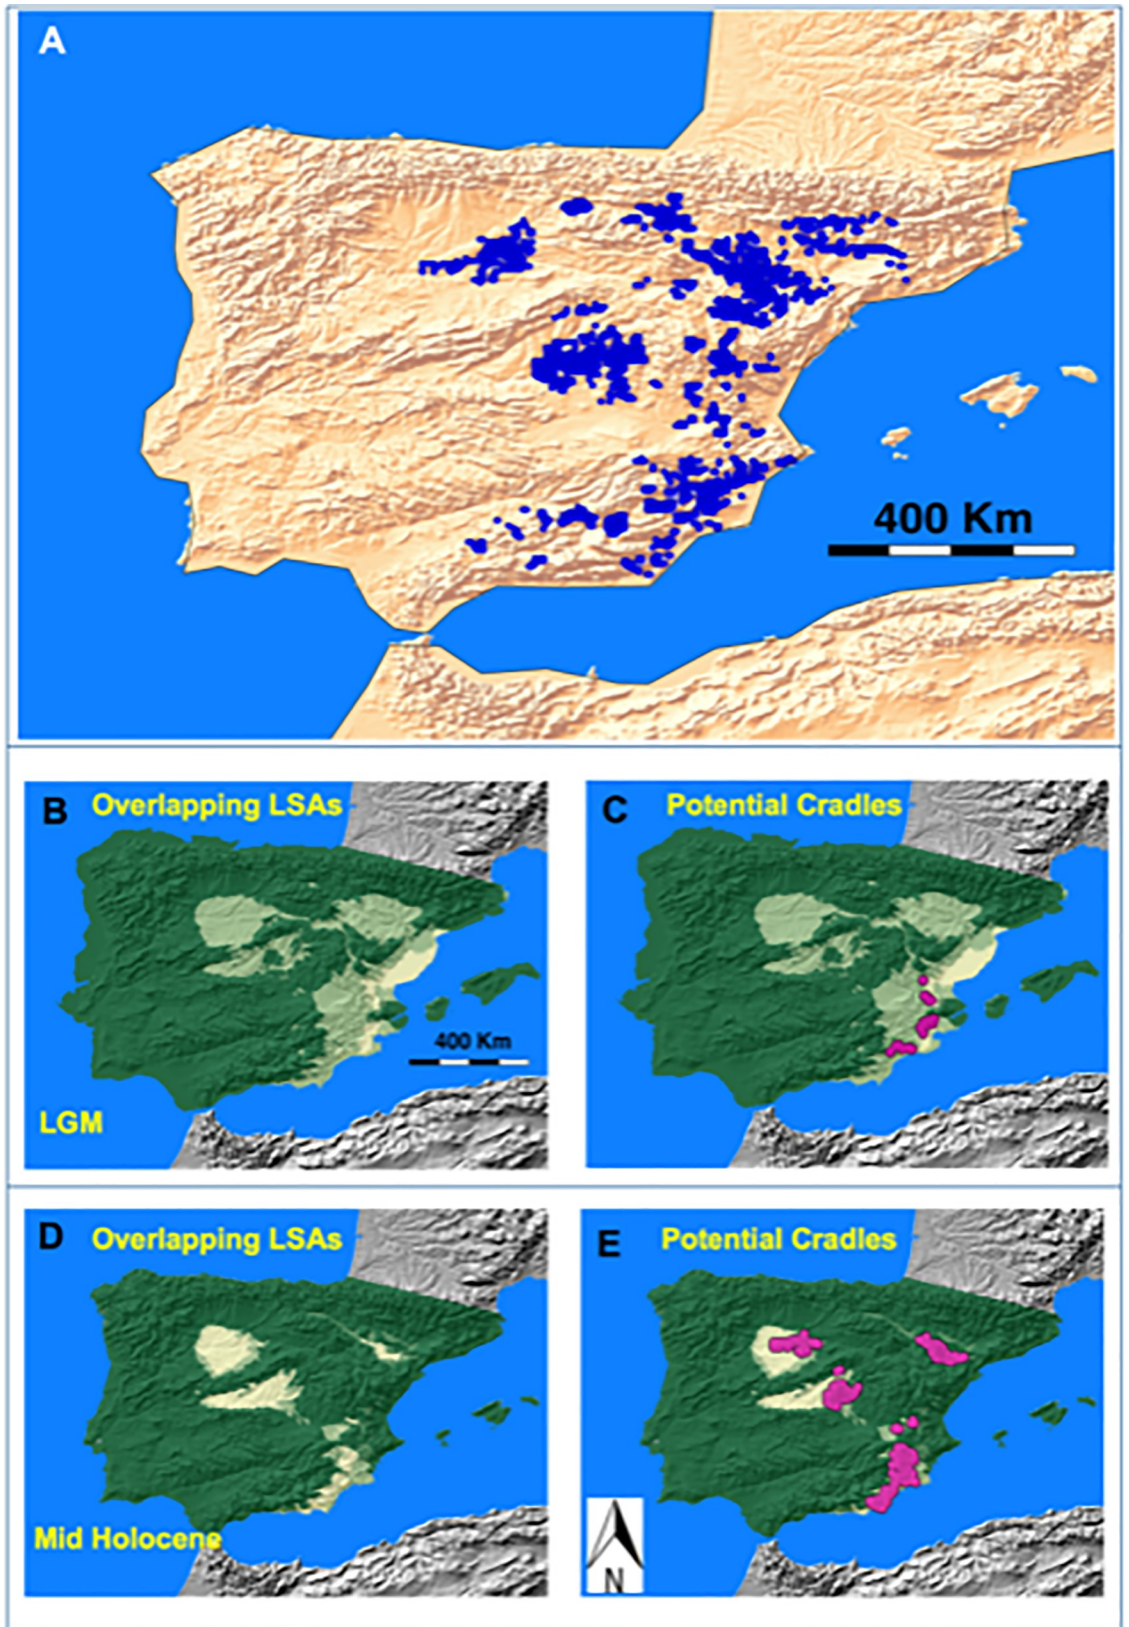 A
400 Km
B Overlapping LSAs
400 Km
LGM
C Potential Cradles
D Overlapping LSAs
Mid Holocene
E Potential Cradles
N